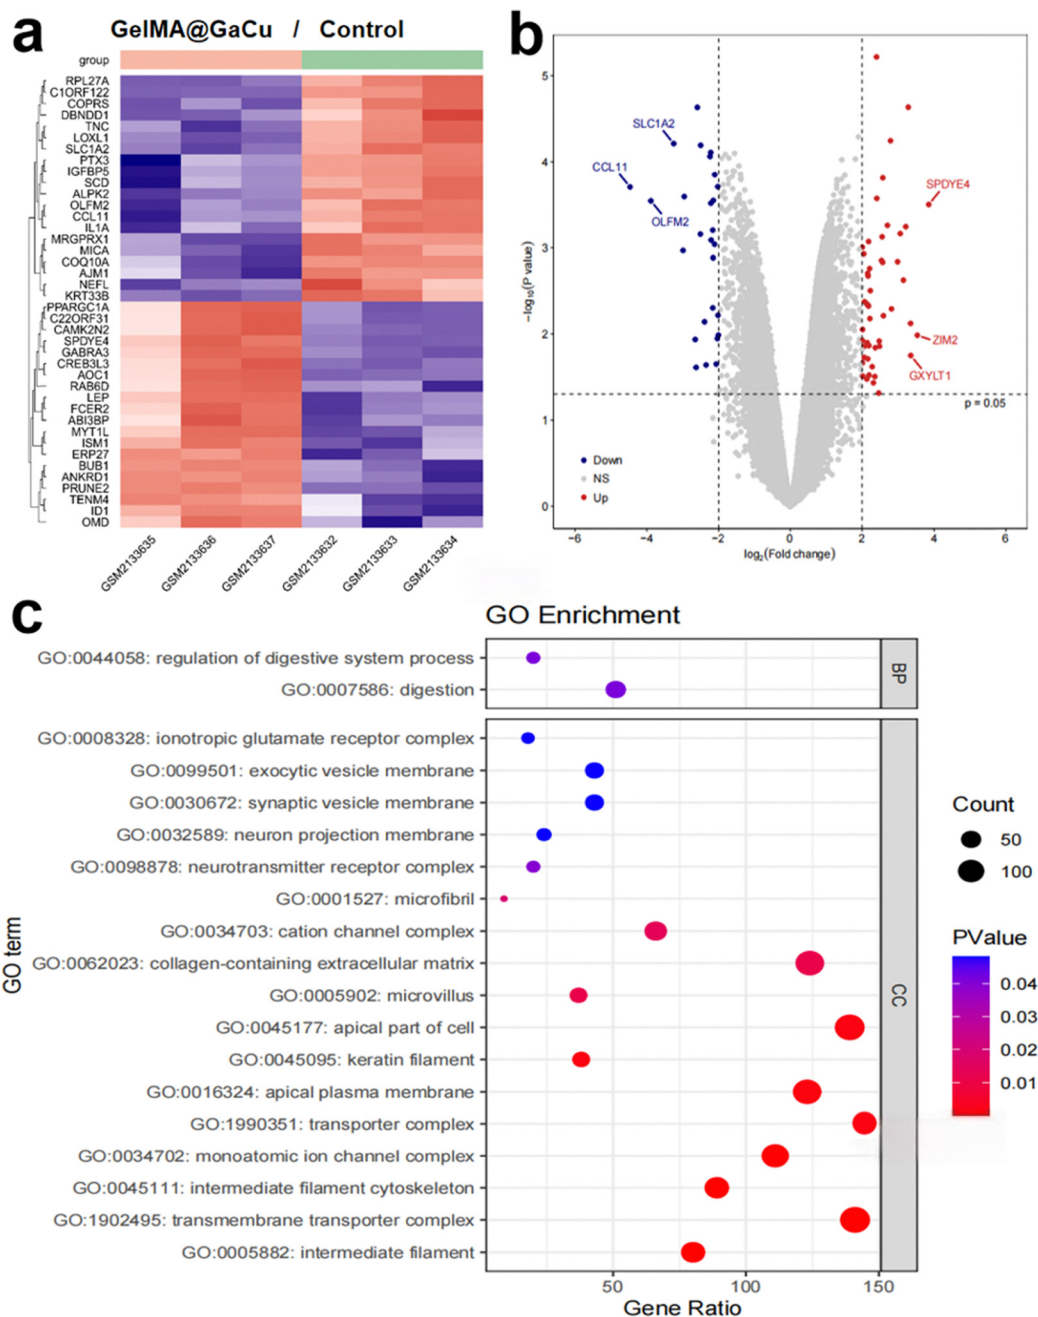 a
GelMA@GaCu / Control
group
RPL27A
C1ORF122
COPRS
DBNDD1
TNC
LOXL1
SLC1A2
PTX3
IGFBP5
SCD
ALPK2
OLFM2
CCL11
IL1A
MRGPRX1
MICA
COQ10A
AJM1
NEFL
KRT33B
PPARGC1A
C22ORF31
CAMK2N2
SPDYE4
GABRA3
CREB3L3
AOC1
RAB6D
LEP
FCER2
ABI3BP
MYT1L
ISM1
ERP27
BUB1
ANKRD1
PRUNE2
TENM4
ID1
OMD
GSM2133635
GSM2133636
GSM2133637
GSM2133632
GSM2133633
GSM2133634
b
−log10(P value)
5
4
3
2
1
0
SLC1A2
CCL11
OLFM2
SPDYE4
ZIM2
GXYLT1
p = 0.05
Down
NS
Up
−6
−4
−2
0
2
4
6
log2(Fold change)
c
GO Enrichment
GO term
GO:0044058: regulation of digestive system process
GO:0007586: digestion
BP
GO:0008328: ionotropic glutamate receptor complex
GO:0099501: exocytic vesicle membrane
GO:0030672: synaptic vesicle membrane
GO:0032589: neuron projection membrane
GO:0098878: neurotransmitter receptor complex
GO:0001527: microfibril
GO:0034703: cation channel complex
GO:0062023: collagen-containing extracellular matrix
GO:0005902: microvillus
GO:0045177: apical part of cell
GO:0045095: keratin filament
GO:0016324: apical plasma membrane
GO:1990351: transporter complex
GO:0034702: monoatomic ion channel complex
GO:0045111: intermediate filament cytoskeleton
GO:1902495: transmembrane transporter complex
GO:0005882: intermediate filament
CC
50
100
150
Gene Ratio
Count
50
100
PValue
0.04
0.03
0.02
0.01